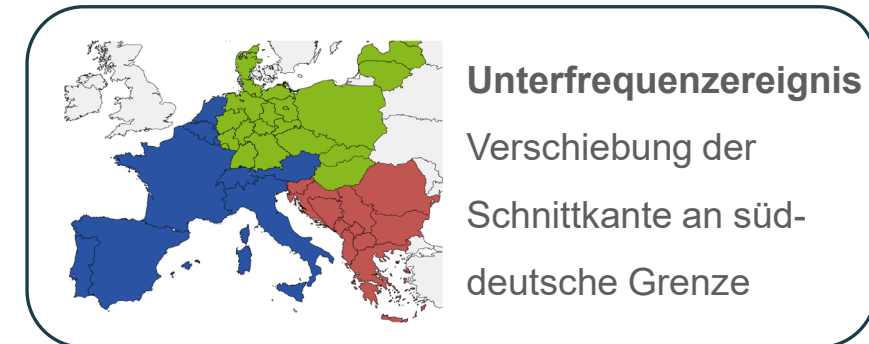 Unterfrequenzereignis
Verschiebung der
Schnittkante an süd-
deutsche Grenze